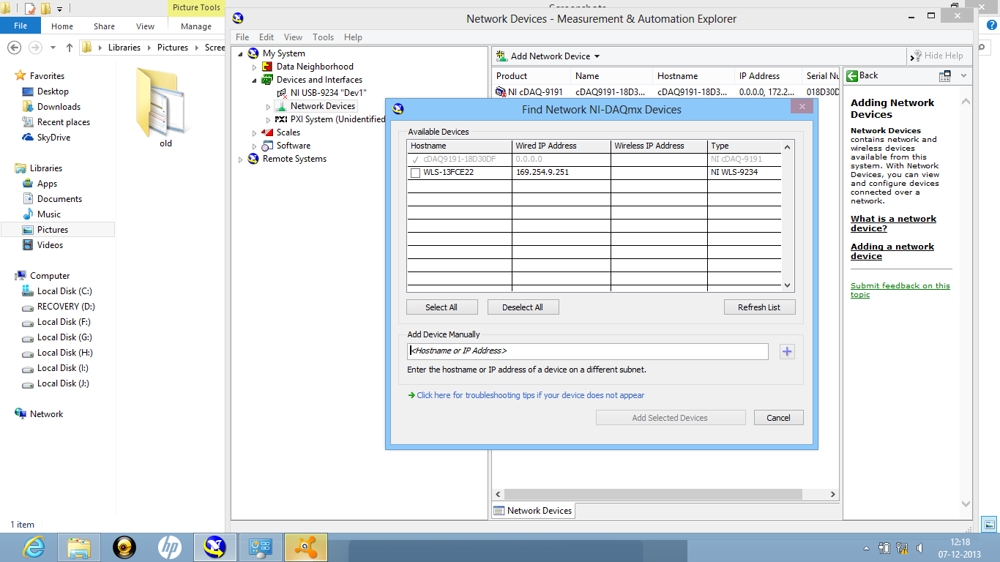 Picture Tools
File Home Share View Manage
Libraries Pictures Scree
Favorites
Desktop
Downloads
Recent places
SkyDrive
Libraries
Apps
Documents
Music
Pictures
Videos
Computer
Local Disk (C:)
RECOVERY (D:)
Local Disk (F:)
Local Disk (G:)
Local Disk (H:)
Local Disk (I:)
Local Disk (J:)
Network
1 item
old
Network Devices - Measurement & Automation Explorer
File Edit View Tools Help
My System
Data Neighborhood
Devices and Interfaces
NI USB-9234 "Dev1"
Network Devices
PXI PXI System (Unidentified
Scales
Software
Remote Systems
Add Network Device
Hide Help
Product Name Hostname IP Address Serial Nu
NI cDAQ-9191 cDAQ9191-18D3... cDAQ9191-18D3... 0.0.0.0, 172.2... 018D30D
Back
Adding Network
Devices
Network Devices
contains network and
wireless devices
available from this
system. With Network
Devices, you can view
and configure devices
connected over a
network.
What is a network
device?
Adding a network
device
Submit feedback on this
topic
Find Network NI-DAQmx Devices
Available Devices
Hostname Wired IP Address Wireless IP Address Type
cDAQ9191-18D30DF 0.0.0.0 NI cDAQ-9191
WLS-13FCE22 169.254.9.251 NI WLS-9234
Select All Deselect All Refresh List
Add Device Manually
<Hostname or IP Address>
Enter the hostname or IP address of a device on a different subnet.
Click here for troubleshooting tips if your device does not appear
Add Selected Devices Cancel
Network Devices
hp
12:18
07-12-2013